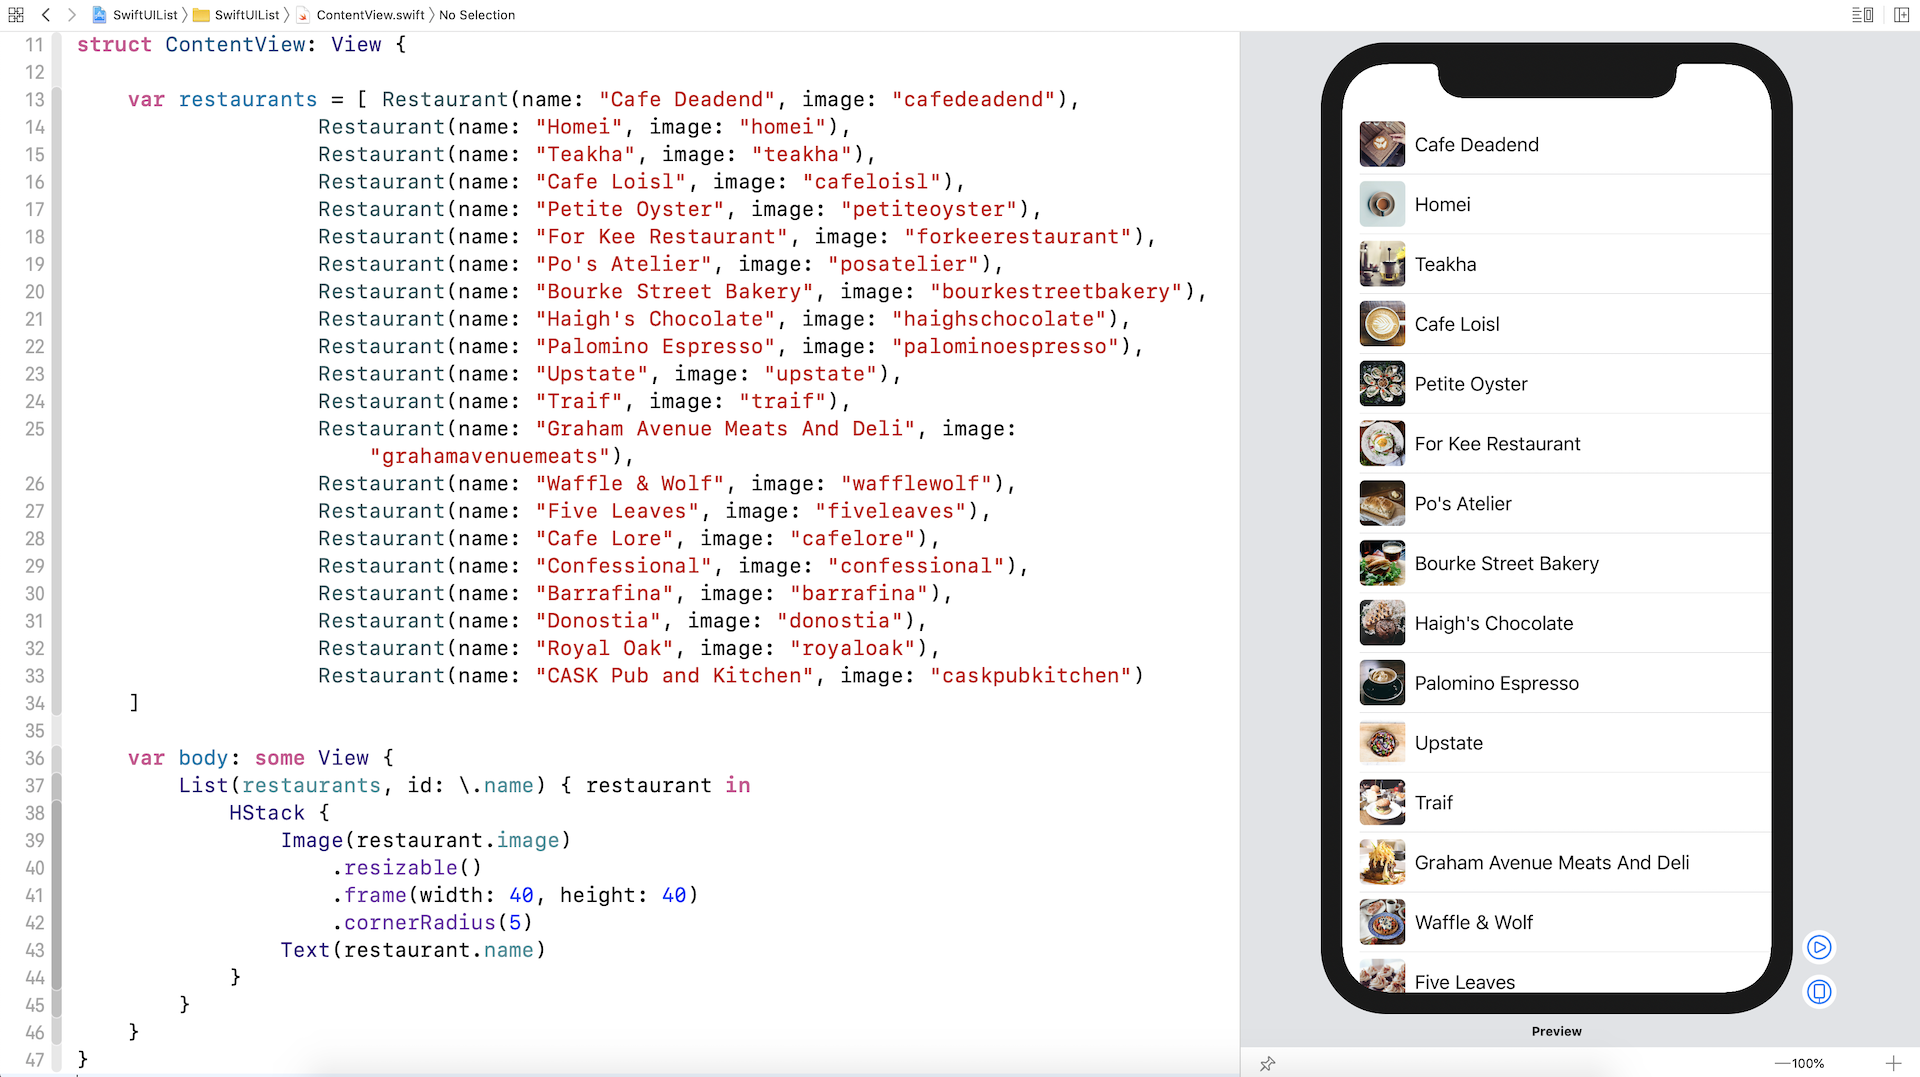 SwiftUIList 〉 SwiftUIList 〉 ContentView.swift 〉 No Selection
11 struct ContentView: View {
12
13 var restaurants = [ Restaurant(name: "Cafe Deadend", image: "cafedeadend"),
14 Restaurant(name: "Homei", image: "homei"),
15 Restaurant(name: "Teakha", image: "teakha"),
16 Restaurant(name: "Cafe Loisl", image: "cafeloisl"),
17 Restaurant(name: "Petite Oyster", image: "petiteoyster"),
18 Restaurant(name: "For Kee Restaurant", image: "forkeerestaurant"),
19 Restaurant(name: "Po's Atelier", image: "posatelier"),
20 Restaurant(name: "Bourke Street Bakery", image: "bourkestreetbakery"),
21 Restaurant(name: "Haigh's Chocolate", image: "haighschocolate"),
22 Restaurant(name: "Palomino Espresso", image: "palominoespresso"),
23 Restaurant(name: "Upstate", image: "upstate"),
24 Restaurant(name: "Traif", image: "traif"),
25 Restaurant(name: "Graham Avenue Meats And Deli", image:
"grahamavenuemeats"),
26 Restaurant(name: "Waffle & Wolf", image: "wafflewolf"),
27 Restaurant(name: "Five Leaves", image: "fiveleaves"),
28 Restaurant(name: "Cafe Lore", image: "cafelore"),
29 Restaurant(name: "Confessional", image: "confessional"),
30 Restaurant(name: "Barrafina", image: "barrafina"),
31 Restaurant(name: "Donostia", image: "donostia"),
32 Restaurant(name: "Royal Oak", image: "royaloak"),
33 Restaurant(name: "CASK Pub and Kitchen", image: "caskpubkitchen")
34 ]
35
36 var body: some View {
37 List(restaurants, id: \.name) { restaurant in
38 HStack {
39 Image(restaurant.image)
40 .resizable()
41 .frame(width: 40, height: 40)
42 .cornerRadius(5)
43 Text(restaurant.name)
44 }
45 }
46 }
47 }
Cafe Deadend
Homei
Teakha
Cafe Loisl
Petite Oyster
For Kee Restaurant
Po's Atelier
Bourke Street Bakery
Haigh's Chocolate
Palomino Espresso
Upstate
Traif
Graham Avenue Meats And Deli
Waffle & Wolf
Five Leaves
Preview
100%